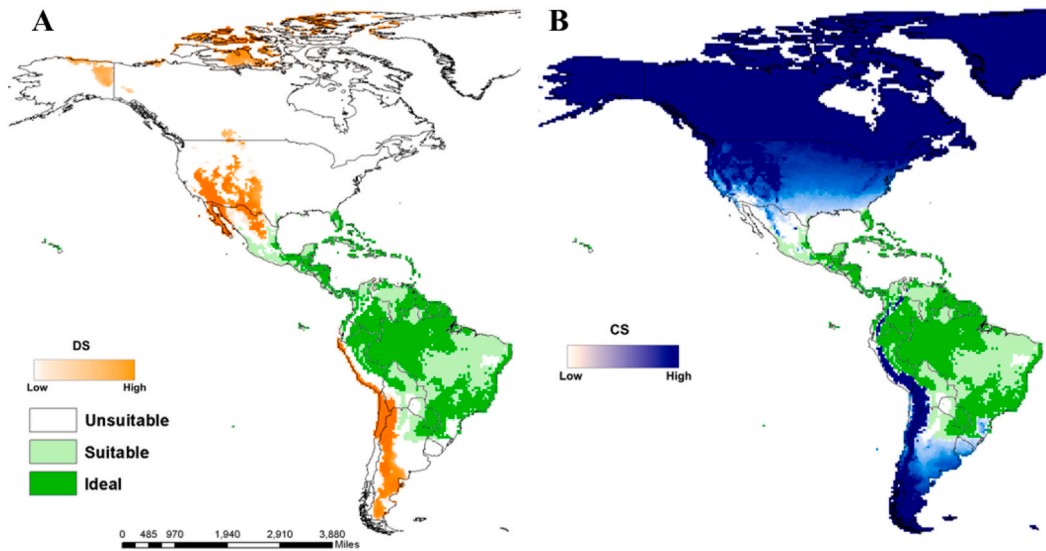 A
B
DS
Low High
Unsuitable
Suitable
Ideal
0 485 970 1,940 2,910 3,880
Miles
CS
Low High